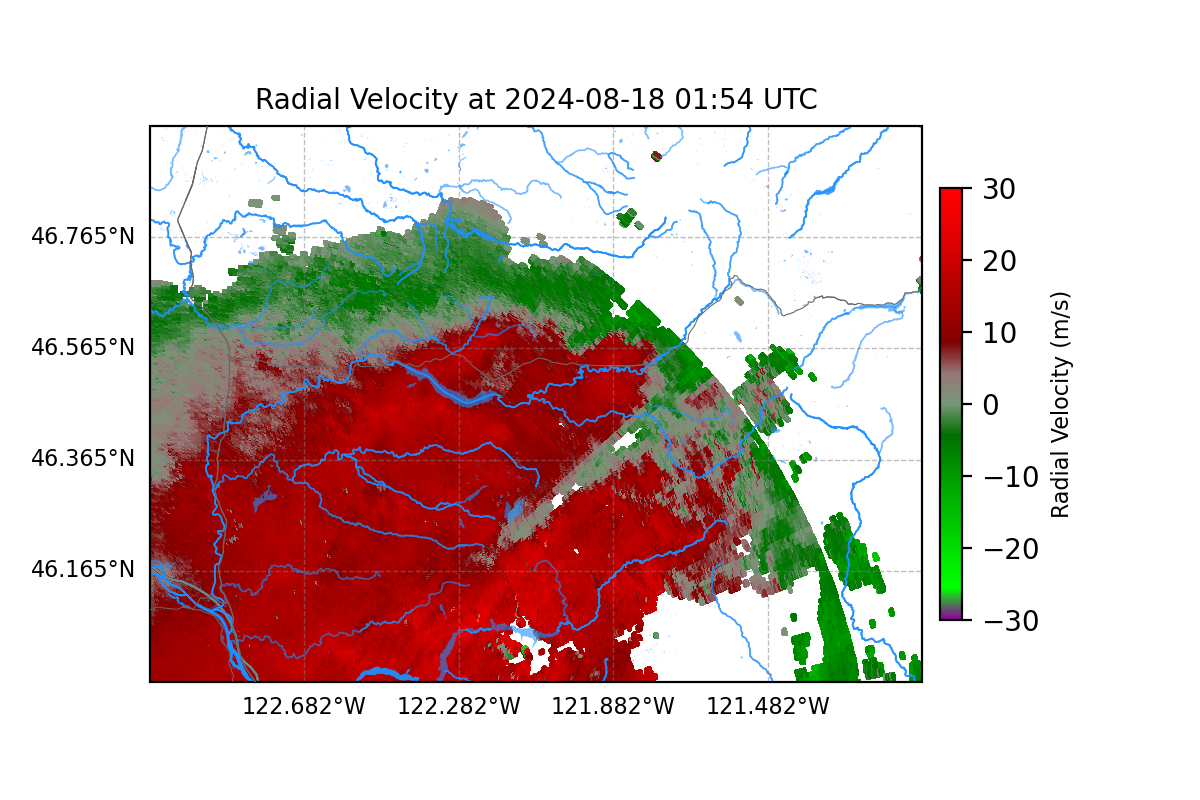 Radial Velocity at 2024-08-18 01:54 UTC
46.765°N
46.565°N
46.365°N
46.165°N
122.682°W
122.282°W
121.882°W
121.482°W
30
20
10
0
−10
−20
−30
Radial Velocity (m/s)